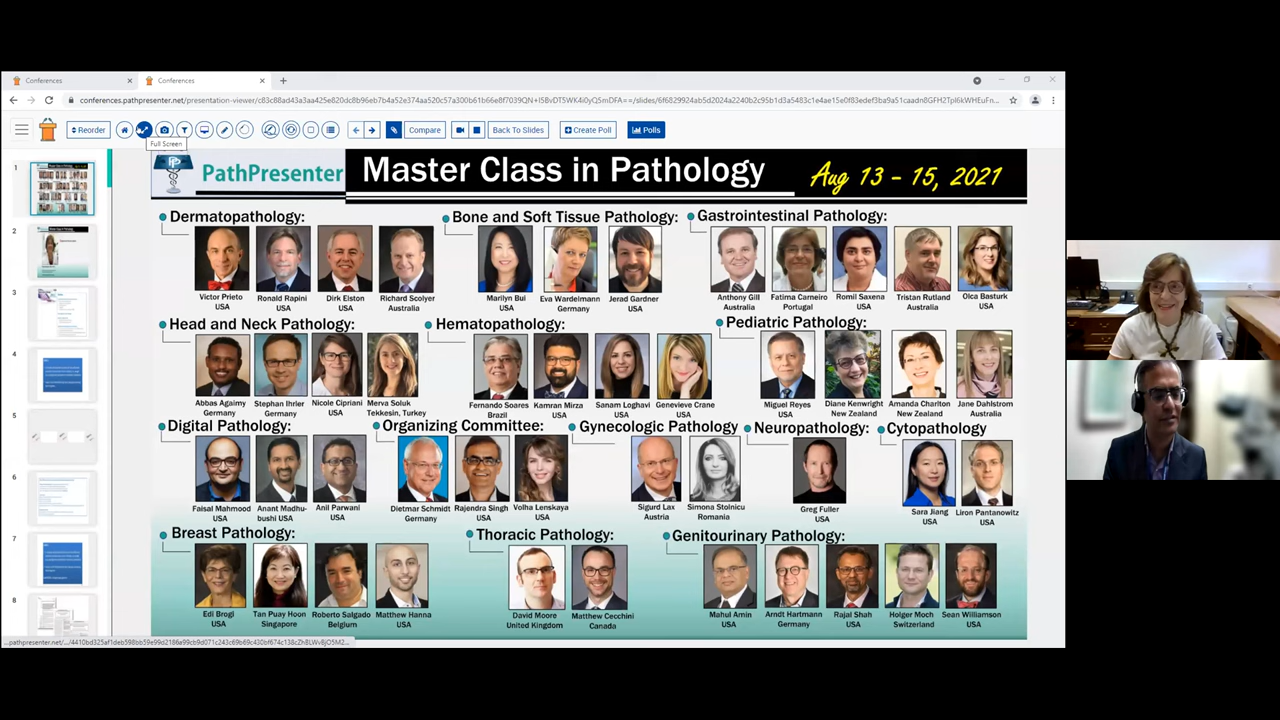 Conferences
Conferences
conferences.pathpresenter.net/presentation-viewer/
Reorder
Compare
Back To Slides
Create Poll
Polls
Full Screen
PathPresenter
Master Class in Pathology
Aug 13 - 15, 2021
Dermatopathology:
Bone and Soft Tissue Pathology:
Gastrointestinal Pathology:
Victor Prieto
USA
Ronald Rapini
USA
Dirk Elston
USA
Richard Scolyer
Australia
Marilyn Bui
USA
Eva Wardelmann
Germany
Jerad Gardner
USA
Anthony Gill
Australia
Fatima Carneiro
Portugal
Romil Saxena
USA
Tristan Rutland
Australia
Olca Basturk
USA
Head and Neck Pathology:
Hematopathology:
Pediatric Pathology:
Abbas Agaimy
Germany
Stephan Ihrler
Germany
Nicole Cipriani
USA
Merva Soluk
Tekkesin, Turkey
Fernando Soares
Brazil
Kamran Mirza
USA
Sanam Loghavi
USA
Genevieve Crane
USA
Miguel Reyes
USA
Diane Kenwright
New Zealand
Amanda Charlton
New Zealand
Jane Dahlstrom
Australia
Digital Pathology:
Organizing Committee:
Gynecologic Pathology
Neuropathology:
Cytopathology
Faisal Mahmood
USA
Anant Madhu-
bushi USA
Anil Parwani
USA
Dietmar Schmidt
Germany
Rajendra Singh
USA
Volha Lenskaya
USA
Sigurd Lax
Austria
Simona Stolnicu
Romania
Greg Fuller
USA
Sara Jiang
USA
Liron Pantanowitz
USA
Breast Pathology:
Thoracic Pathology:
Genitourinary Pathology:
Edi Brogi
USA
Tan Puay Hoon
Singapore
Roberto Salgado
Belgium
Matthew Hanna
USA
David Moore
United Kingdom
Matthew Cecchini
Canada
Mahul Amin
USA
Arndt Hartmann
Germany
Rajal Shah
USA
Holger Moch
Switzerland
Sean Williamson
USA
1
2
3
4
5
6
7
8